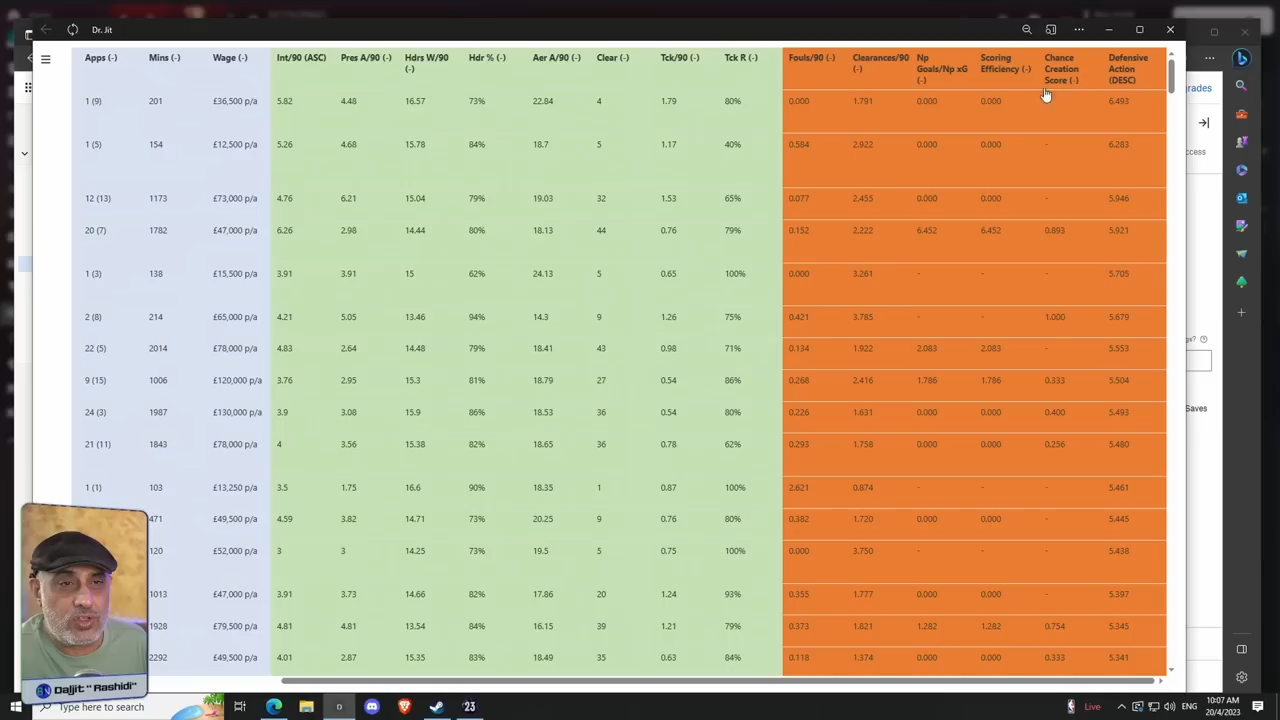 Dr. Jit
Apps (-) Mins (-) Wage (-) Int/90 (ASC) Pres A/90 (-) Hdrs W/90 (-) Hdr % (-) Aer A/90 (-) Clear (-) Tck/90 (-) Tck R (-) Fouls/90 (-) Clearances/90 (-) Np Goals/Np xG (-) Scoring Efficiency (-) Chance Creation Score (-) Defensive Action (DESC)
1 (9) 201 £36,500 p/a 5.82 4.48 16.57 73% 22.84 4 1.79 80% 0.000 1.791 0.000 0.000 6.493
1 (5) 154 £12,500 p/a 5.26 4.68 15.78 84% 18.7 5 1.17 40% 0.584 2.922 0.000 0.000 - 6.283
12 (13) 1173 £73,000 p/a 4.76 6.21 15.04 79% 19.03 32 1.53 65% 0.077 2.455 0.000 0.000 - 5.946
20 (7) 1782 £47,000 p/a 6.26 2.98 14.44 80% 18.13 44 0.76 79% 0.152 2.222 6.452 6.452 0.893 5.921
1 (3) 138 £15,500 p/a 3.91 3.91 15 62% 24.13 5 0.65 100% 0.000 3.261 - - - 5.705
2 (8) 214 £65,000 p/a 4.21 5.05 13.46 94% 14.3 9 1.26 75% 0.421 3.785 - - 1.000 5.679
22 (5) 2014 £78,000 p/a 4.83 2.64 14.48 79% 18.41 43 0.98 71% 0.134 1.922 2.083 2.083 - 5.553
9 (15) 1006 £120,000 p/a 3.76 2.95 15.3 81% 18.79 27 0.54 86% 0.268 2.416 1.786 1.786 0.333 5.504
24 (3) 1987 £130,000 p/a 3.9 3.08 15.9 86% 18.53 36 0.54 80% 0.226 1.631 0.000 0.000 0.400 5.493
21 (11) 1843 £78,000 p/a 4 3.56 15.38 82% 18.65 36 0.78 62% 0.293 1.758 0.000 0.000 0.256 5.480
1 (1) 103 £13,250 p/a 3.5 1.75 16.6 90% 18.35 1 0.87 100% 2.621 0.874 - - - 5.461
471 £49,500 p/a 4.59 3.82 14.71 73% 20.25 9 0.76 80% 0.382 1.720 0.000 0.000 - 5.445
120 £52,000 p/a 3 3 14.25 73% 19.5 5 0.75 100% 0.000 3.750 - - - 5.438
1013 £47,000 p/a 3.91 3.73 14.66 82% 17.86 20 1.24 93% 0.355 1.777 0.000 0.000 - 5.397
1928 £79,500 p/a 4.81 4.81 13.54 84% 16.15 39 1.21 79% 0.373 1.821 1.282 1.282 0.754 5.345
2292 £49,500 p/a 4.01 2.87 15.35 83% 18.49 35 0.63 84% 0.118 1.374 0.000 0.000 0.333 5.341
grades
ccess
ngs?
Saves
Daljit " Rashidi"
here to search
Live
ENG
10:07 AM
20/4/2023
23